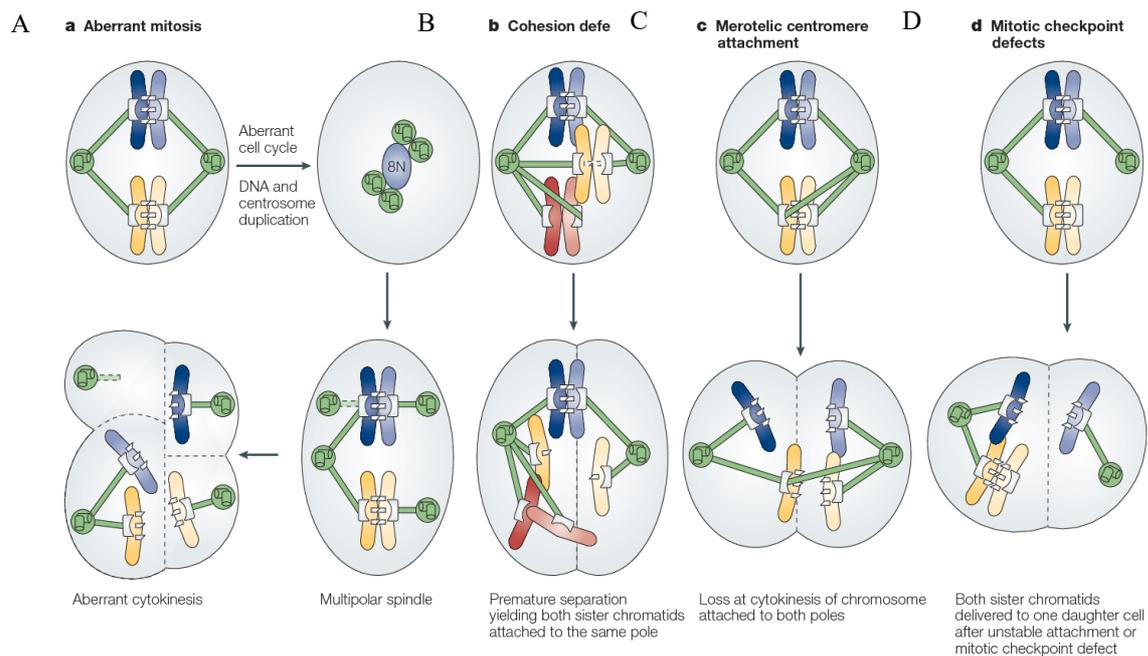 A
a Aberrant mitosis
B
b Cohesion defe
C
c Merotelic centromere
attachment
D
d Mitotic checkpoint
defects
Aberrant
cell cycle
DNA and
centrosome
duplication
8N
Aberrant cytokinesis
Multipolar spindle
Premature separation
yielding both sister chromatids
attached to the same pole
Loss at cytokinesis of chromosome
attached to both poles
Both sister chromatids
delivered to one daughter cell
after unstable attachment or
mitotic checkpoint defect